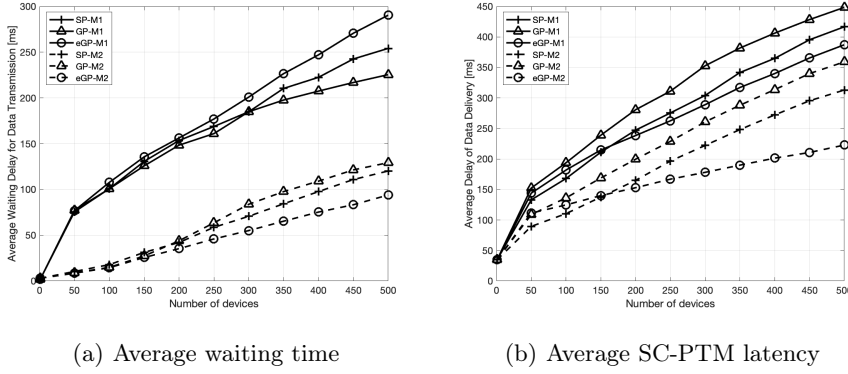 Average Waiting Delay for Data Transmission [ms]
300
250
200
150
100
50
0
SP-M1
GP-M1
eGP-M1
SP-M2
GP-M2
eGP-M2
0 50 100 150 200 250 300 350 400 450 500
Number of devices
(a) Average waiting time
Average Delay of Data Delivery [ms]
450
400
350
300
250
200
150
100
50
0
SP-M1
GP-M1
eGP-M1
SP-M2
GP-M2
eGP-M2
0 50 100 150 200 250 300 350 400 450 500
Number of devices
(b) Average SC-PTM latency